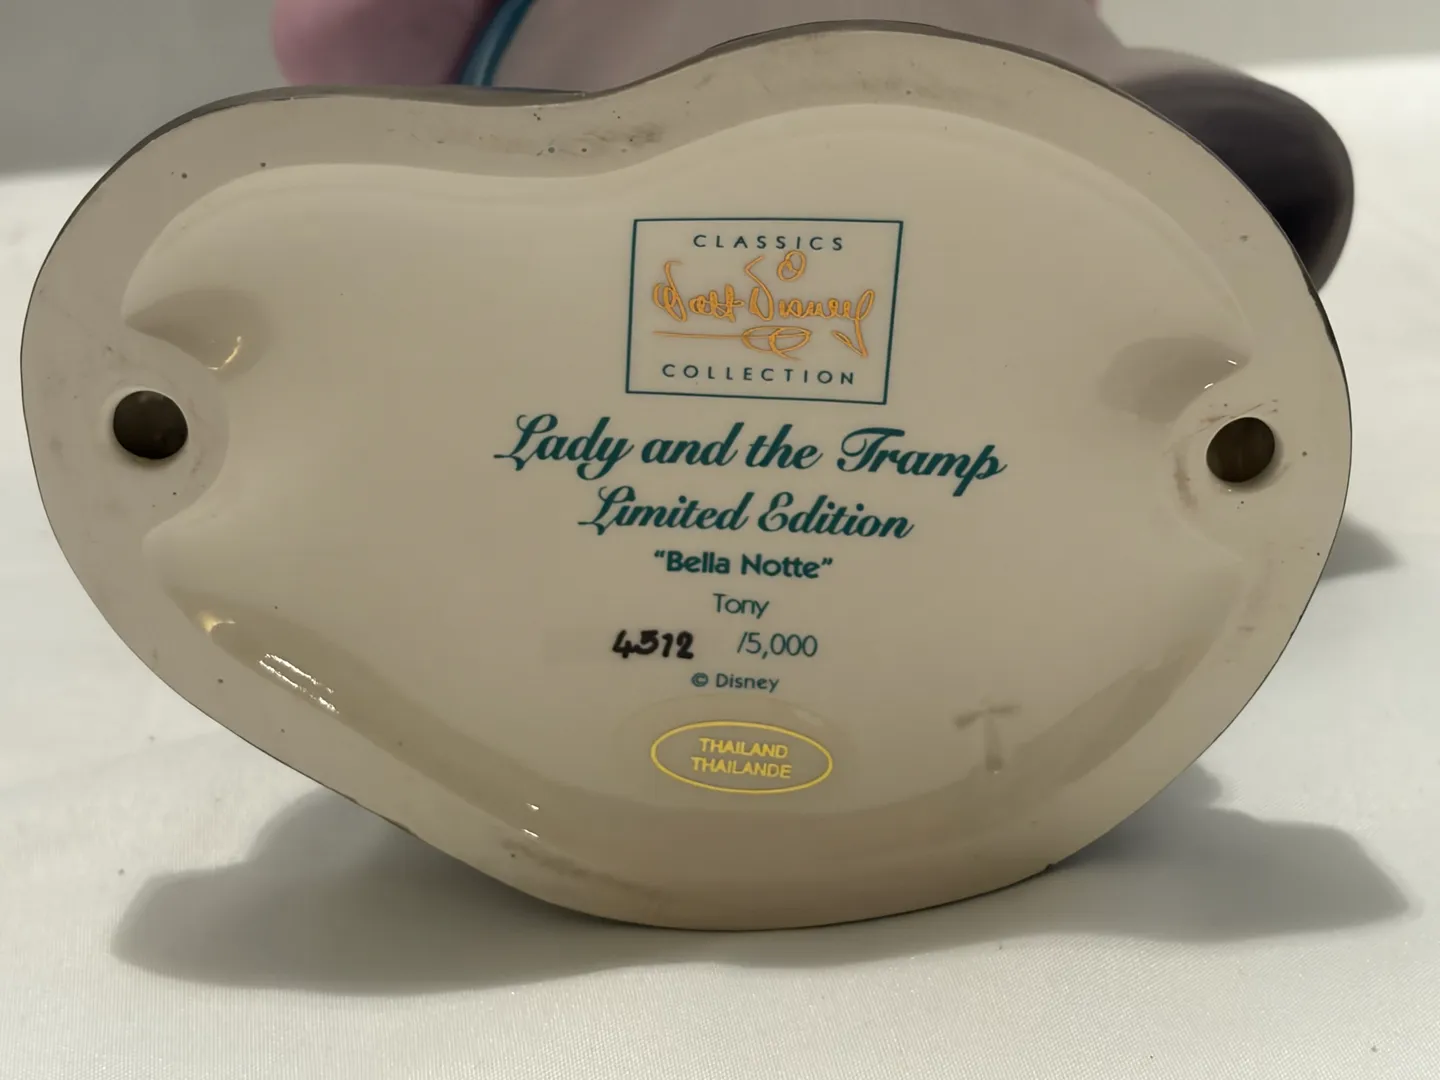 CLASSICS
Walt Disney
COLLECTION
Lady and the Tramp
Limited Edition
“Bella Notte”
Tony
4512 /5,000
© Disney
THAILAND
THAILANDE
T